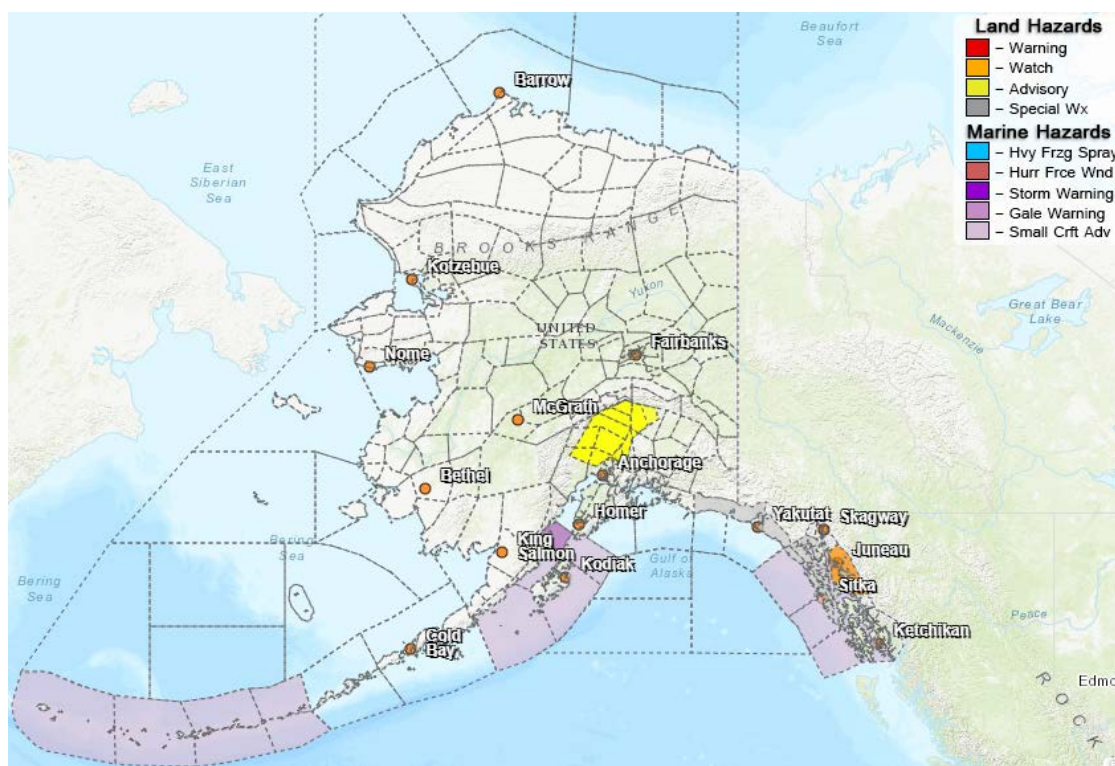 Beaufort
Sea
Land Hazards
– Warning
– Watch
– Advisory
– Special Wx
Marine Hazards
– Hvy Frzg Spray
– Hurr Frce Wnd
– Storm Warning
– Gale Warning
– Small Crft Adv
Barrow
East
Siberian
Sea
BROOKS RANGE
Kotzebue
Yukon
Great Bear
Lake
Mackenzie
UNITED
STATES
Fairbanks
Nome
McGrath
Anchorage
Bethel
Homer
Yakutat
Skagway
King
Salmon
Bering
Sea
Juneau
Kodiak
Gulf of
Alaska
Sitka
Bering
Sea
Peace
Ketchikan
Cold
Bay
Edmo
ROCK